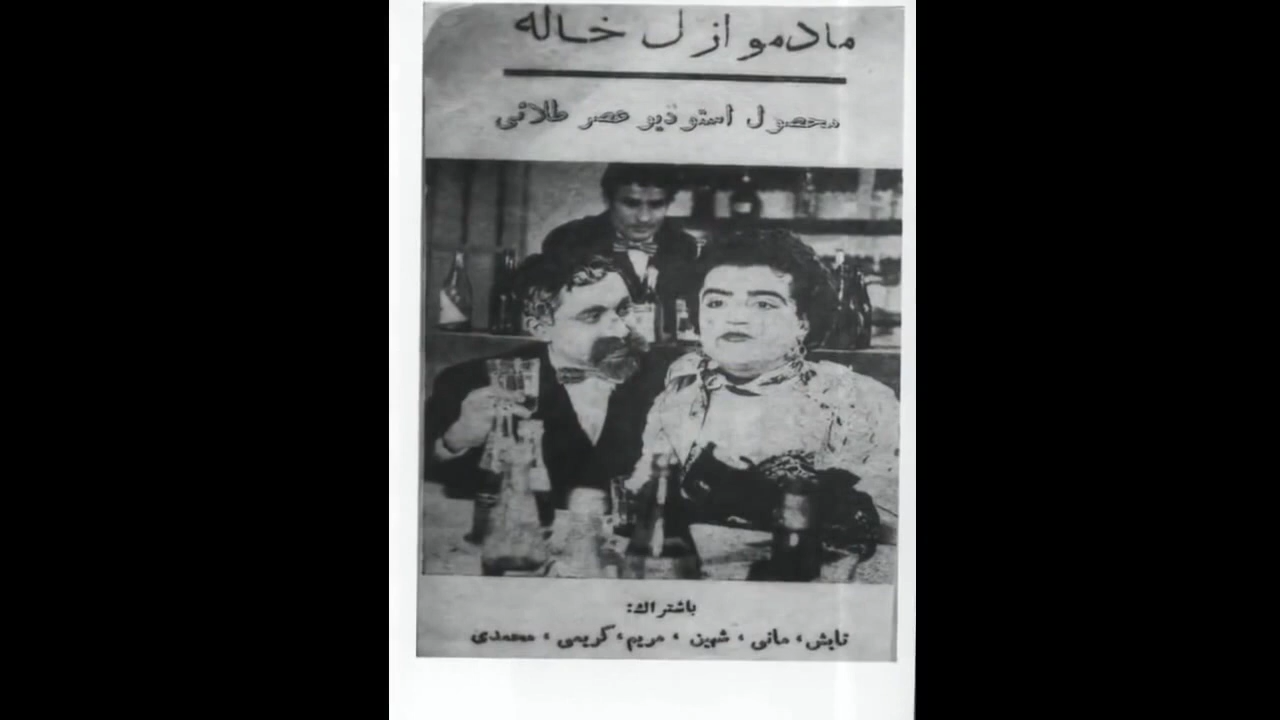 مادموازل خاله
محصول استودیو عصر طلائی
باشتراك:
تابش، مانی، شهین، مریم، کریمی، محمدی